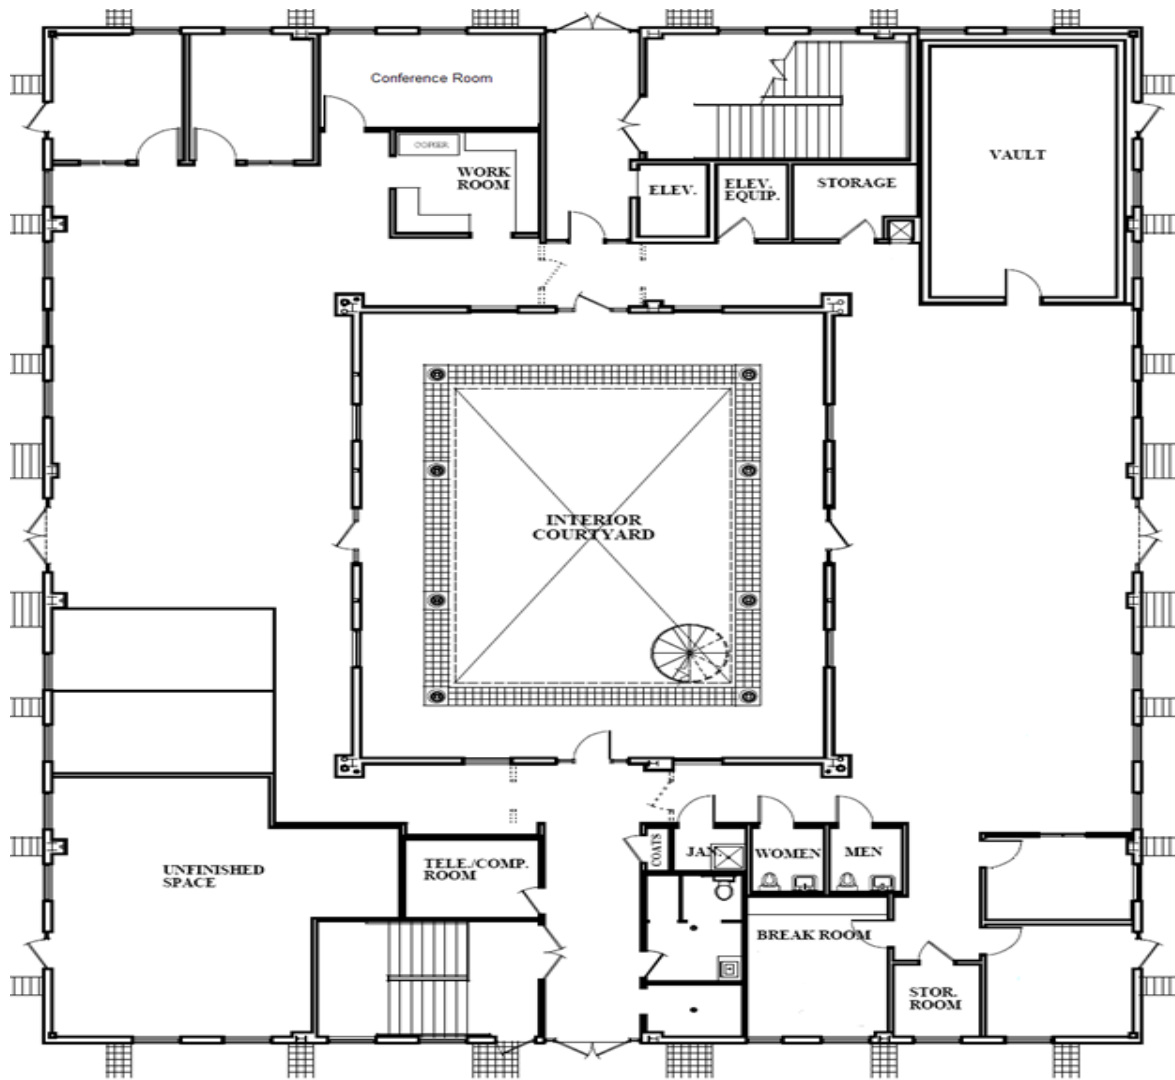 Conference Room
COPIER
WORK
ROOM
ELEV.
ELEV.
EQUIP.
STORAGE
VAULT
INTERIOR
COURTYARD
UNFINISHED
SPACE
TELE./COMP.
ROOM
COATS
JAN.
WOMEN
MEN
BREAK ROOM
STOR.
ROOM